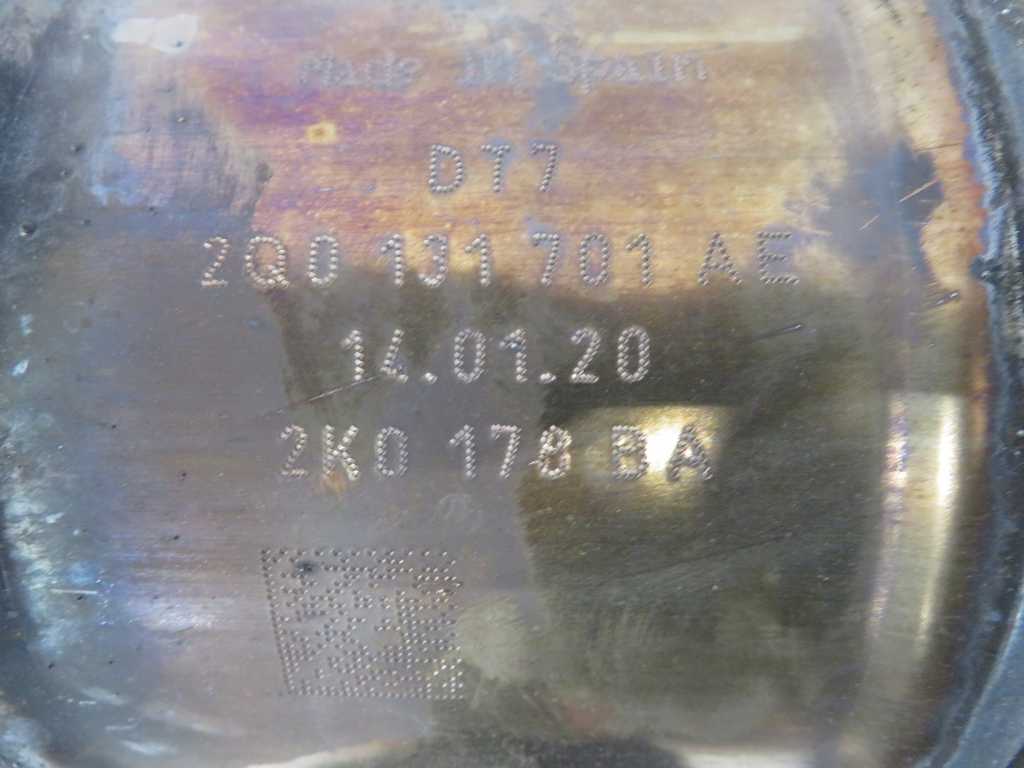 Made in Spain
DT7
2Q0 131 701 AE
14.01.20
2K0 178 BA